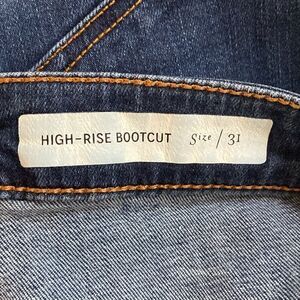 HIGH-RISE BOOTCUT Size / 31